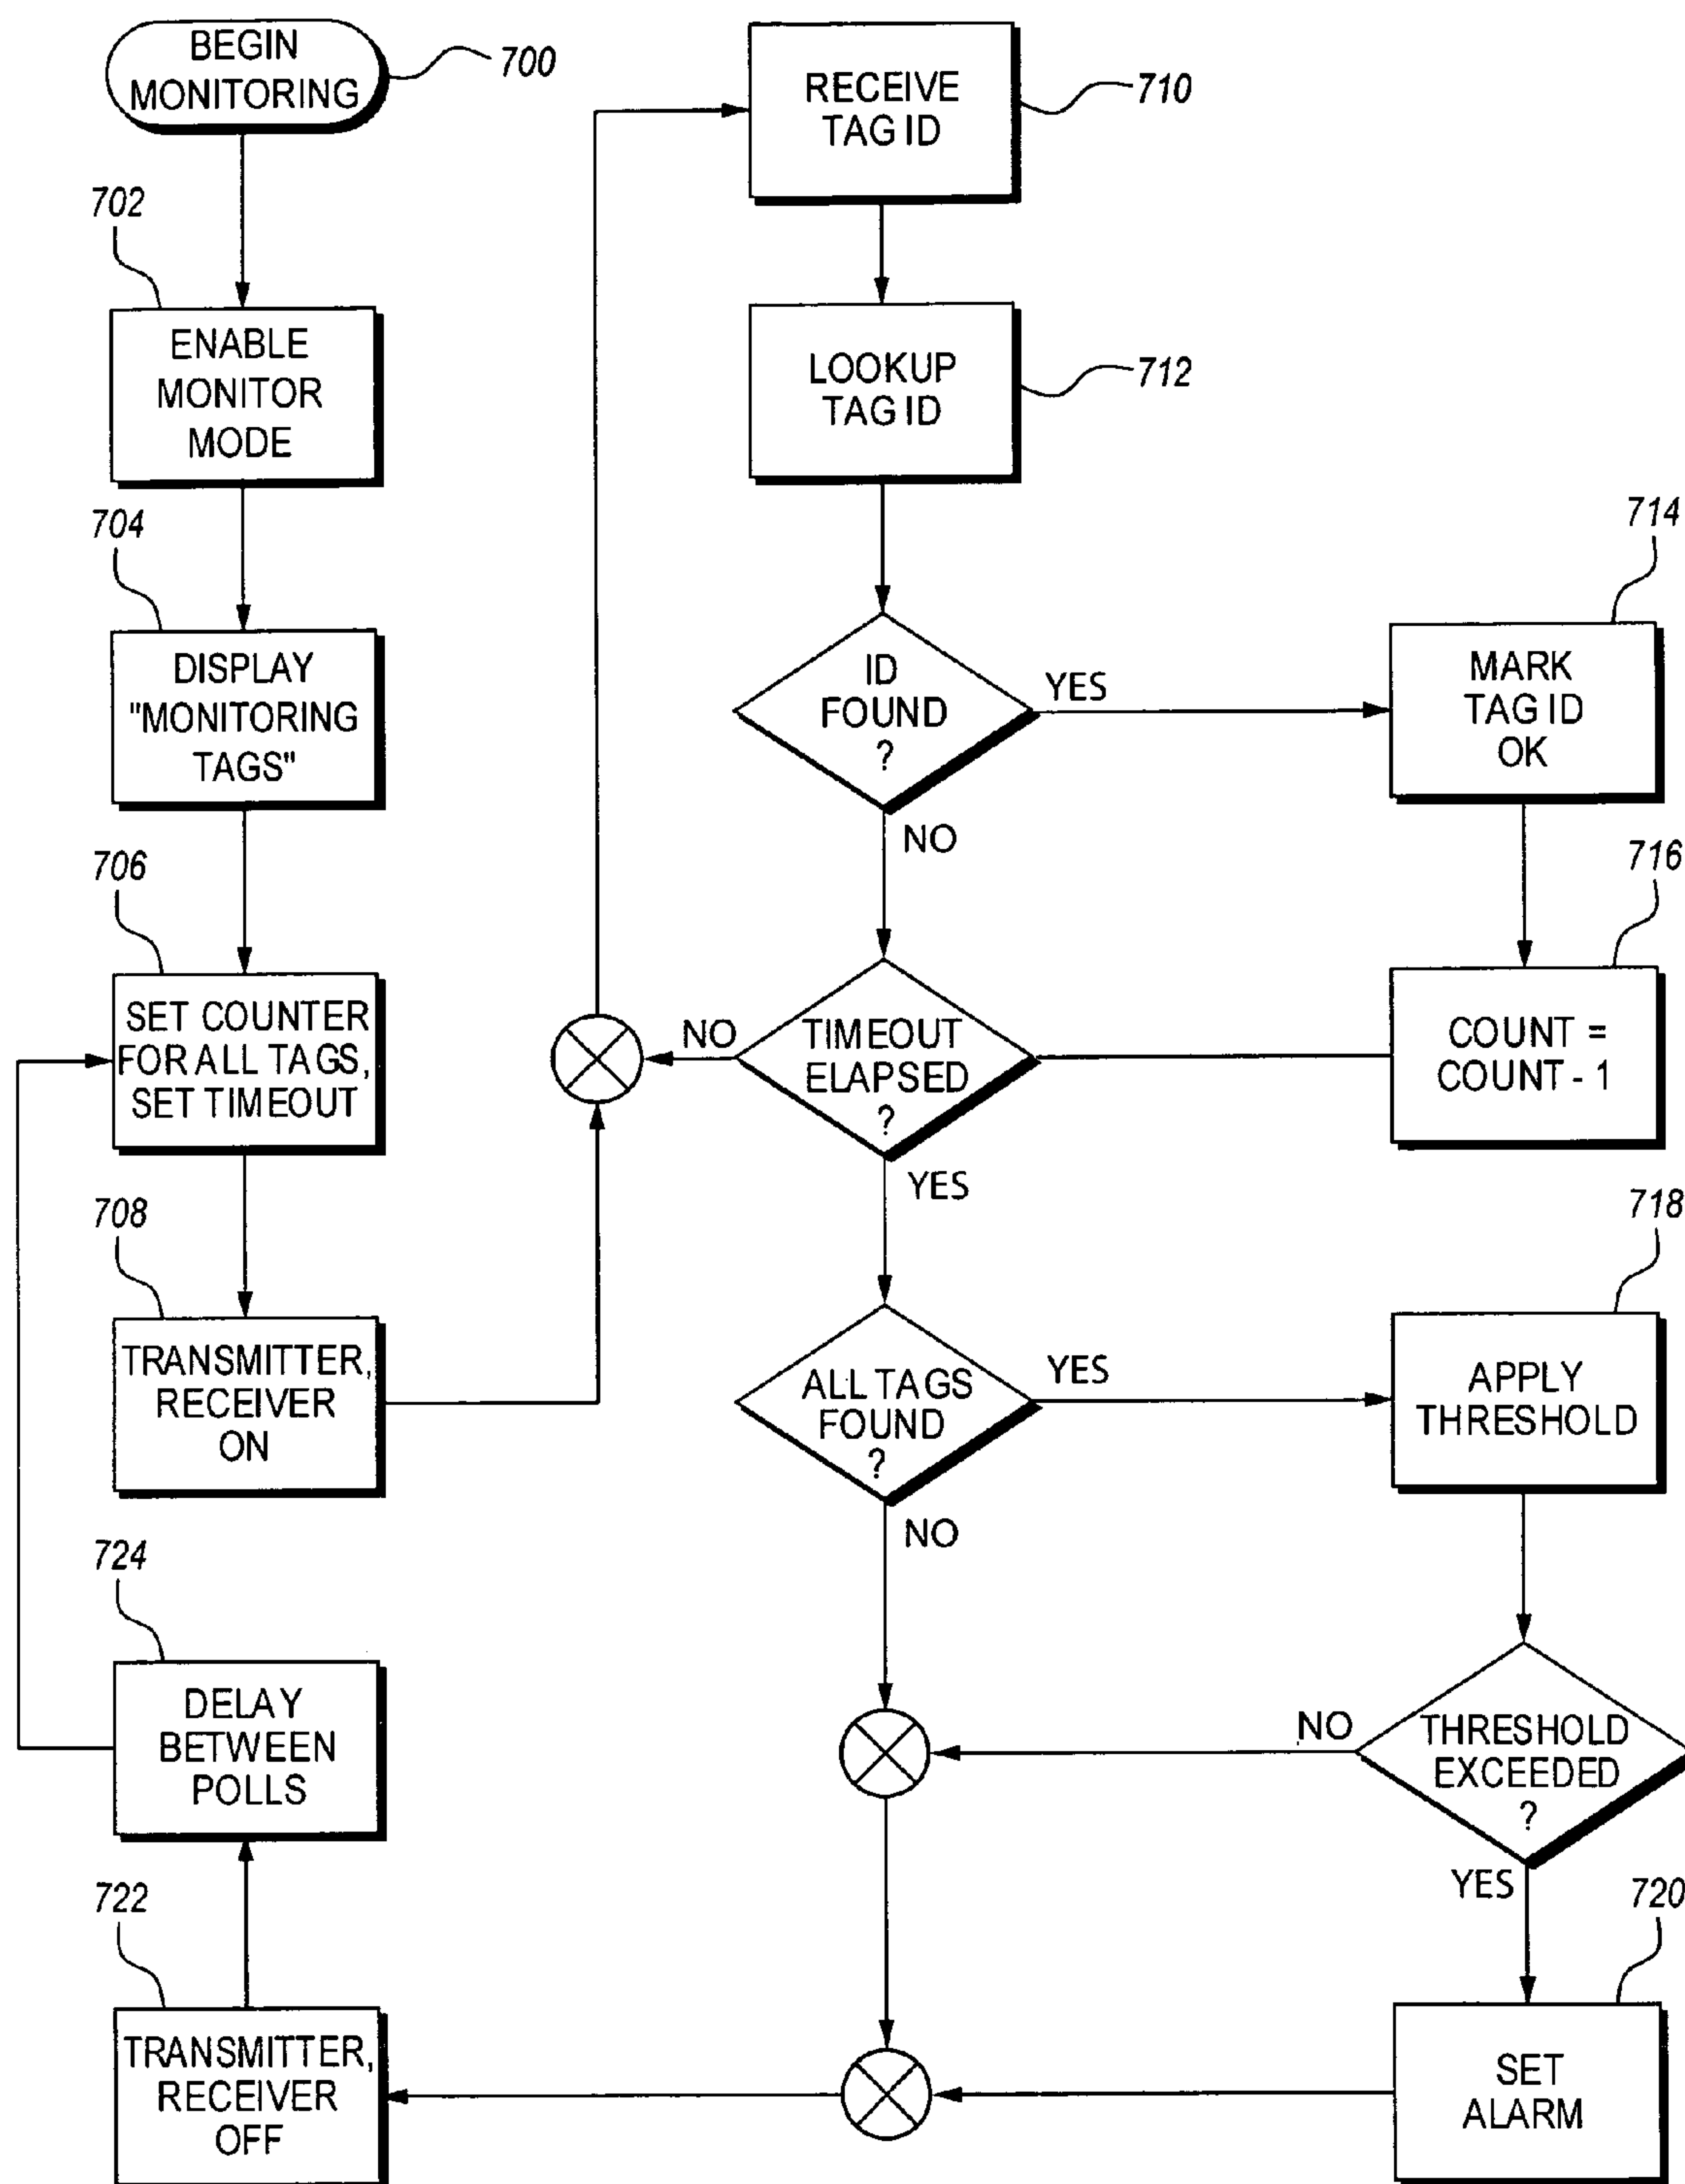 BEGIN
MONITORING
700
702
ENABLE
MONITOR
MODE
704
DISPLAY
"MONITORING
TAGS"
706
SET COUNTER
FOR ALL TAGS,
SET TIMEOUT
708
TRANSMITTER,
RECEIVER
ON
724
DELAY
BETWEEN
POLLS
722
TRANSMITTER,
RECEIVER
OFF
RECEIVE
TAG ID
710
LOOKUP
TAG ID
712
ID
FOUND
?
YES
NO
714
MARK
TAG ID
OK
716
COUNT =
COUNT - 1
TIMEOUT
ELAPSED
?
NO
YES
ALL TAGS
FOUND
?
YES
NO
718
APPLY
THRESHOLD
THRESHOLD
EXCEEDED
?
NO
YES
720
SET
ALARM